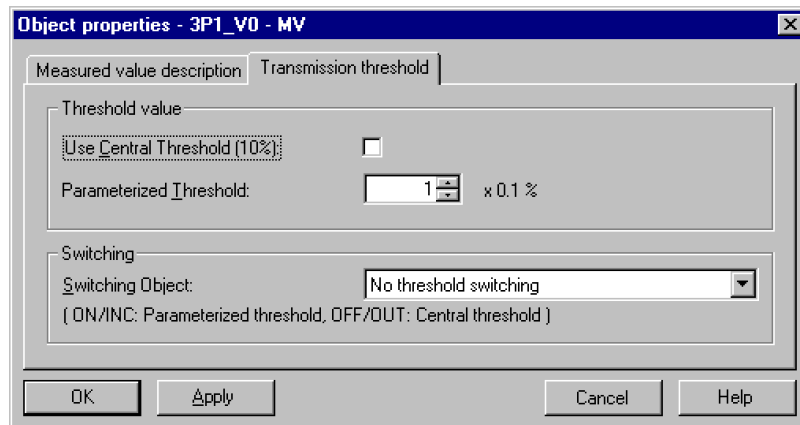 Object properties - 3P1_V0 - MV
Measured value description Transmission threshold
Threshold value
Use Central Threshold (10%):
Parameterized Threshold: 1 x 0.1 %
Switching
Switching Object: No threshold switching
( ON/INC: Parameterized threshold, OFF/OUT: Central threshold )
OK Apply Cancel Help